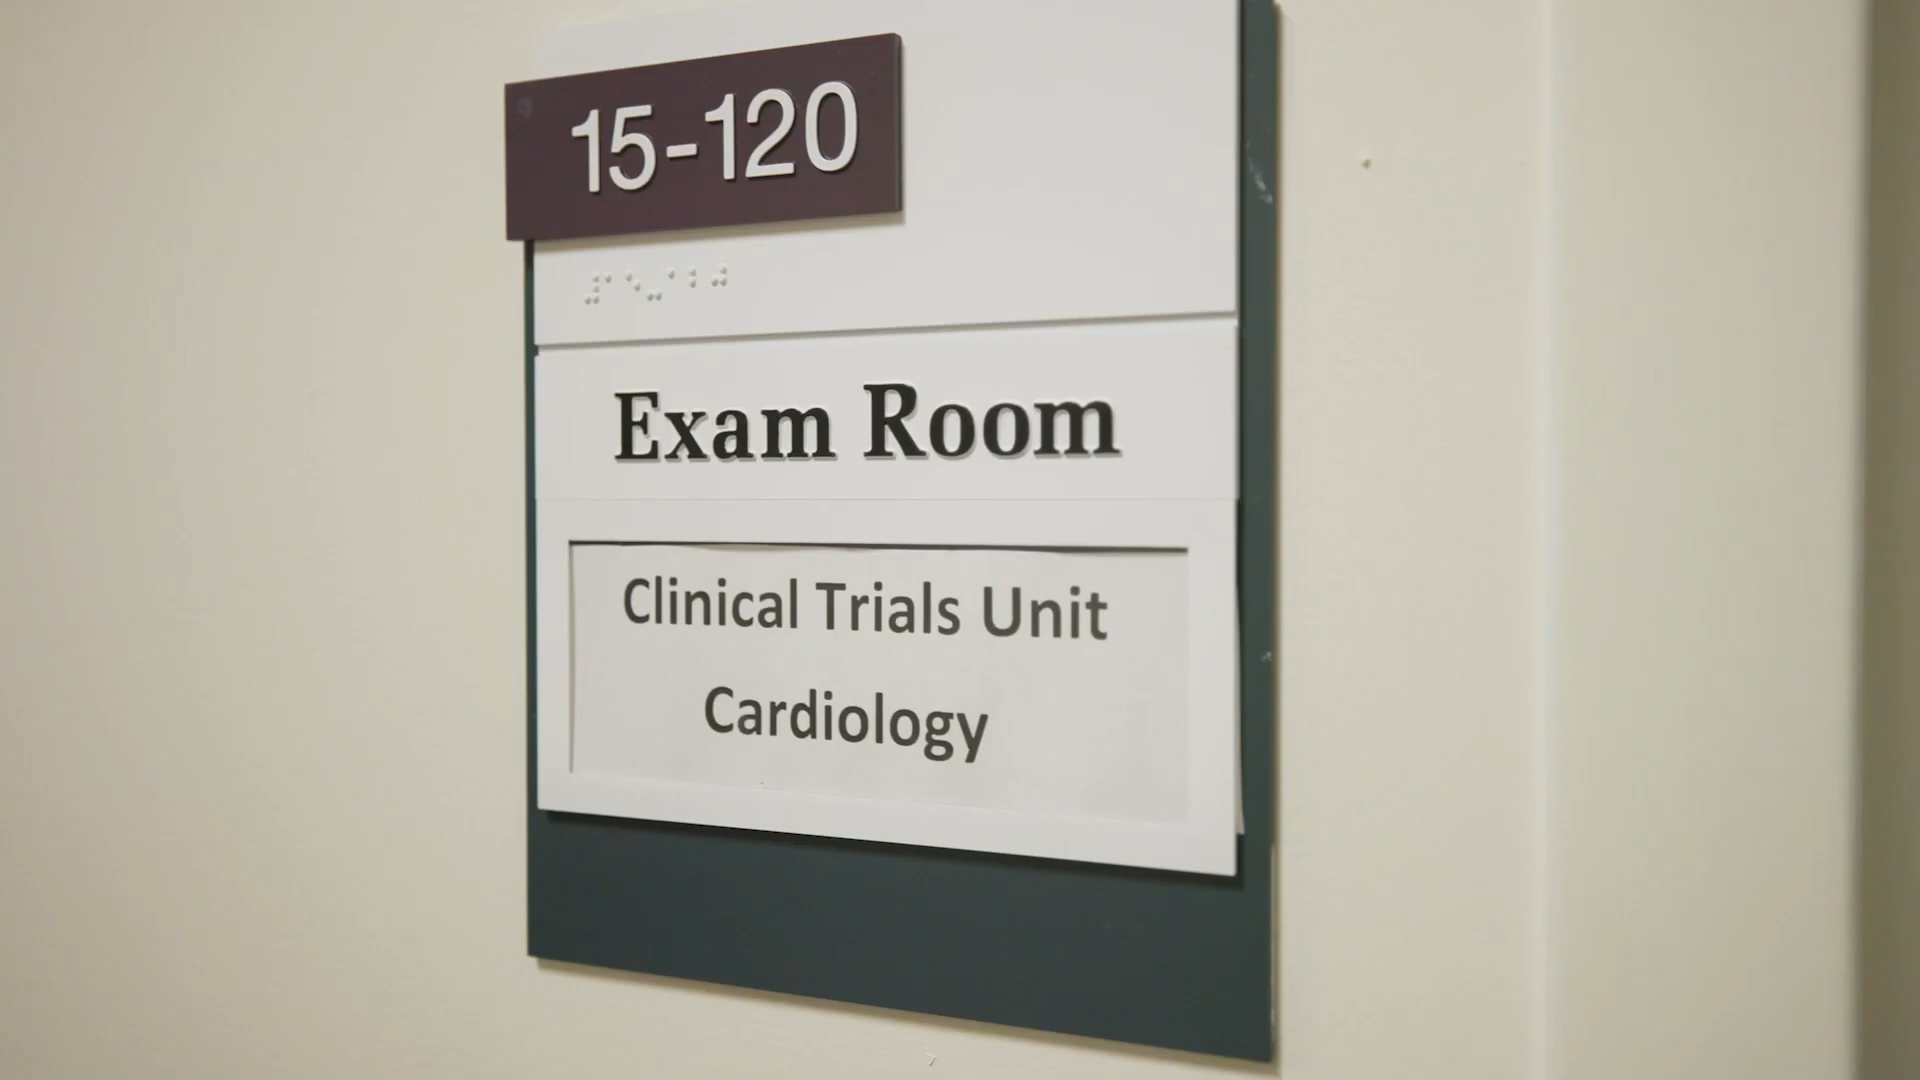 15-120
⠼⠁⠑⠤⠁⠃⠚
Exam Room
Clinical Trials Unit
Cardiology